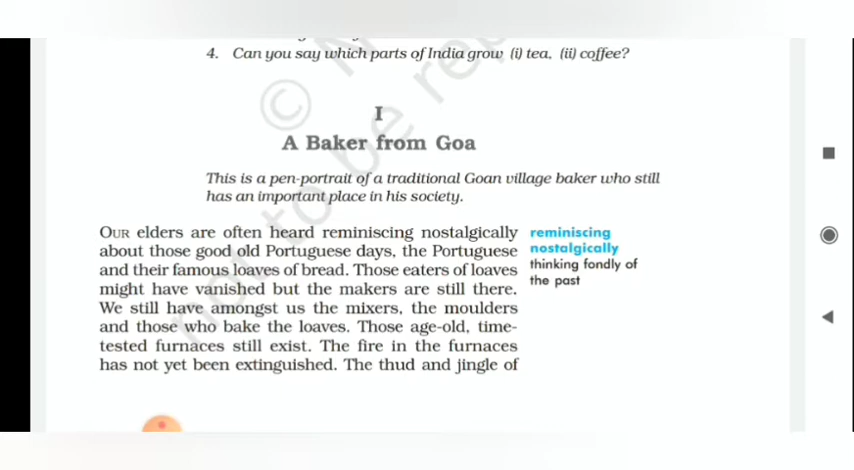 4. Can you say which parts of India grow (i) tea, (ii) coffee?
I
A Baker from Goa
This is a pen-portrait of a traditional Goan village baker who still
has an important place in his society.
OUR elders are often heard reminiscing nostalgically
about those good old Portuguese days, the Portuguese
and their famous loaves of bread. Those eaters of loaves
might have vanished but the makers are still there.
We still have amongst us the mixers, the moulders
and those who bake the loaves. Those age-old, time-
tested furnaces still exist. The fire in the furnaces
has not yet been extinguished. The thud and jingle of
reminiscing
nostalgically
thinking fondly of
the past
© N
not to be rep